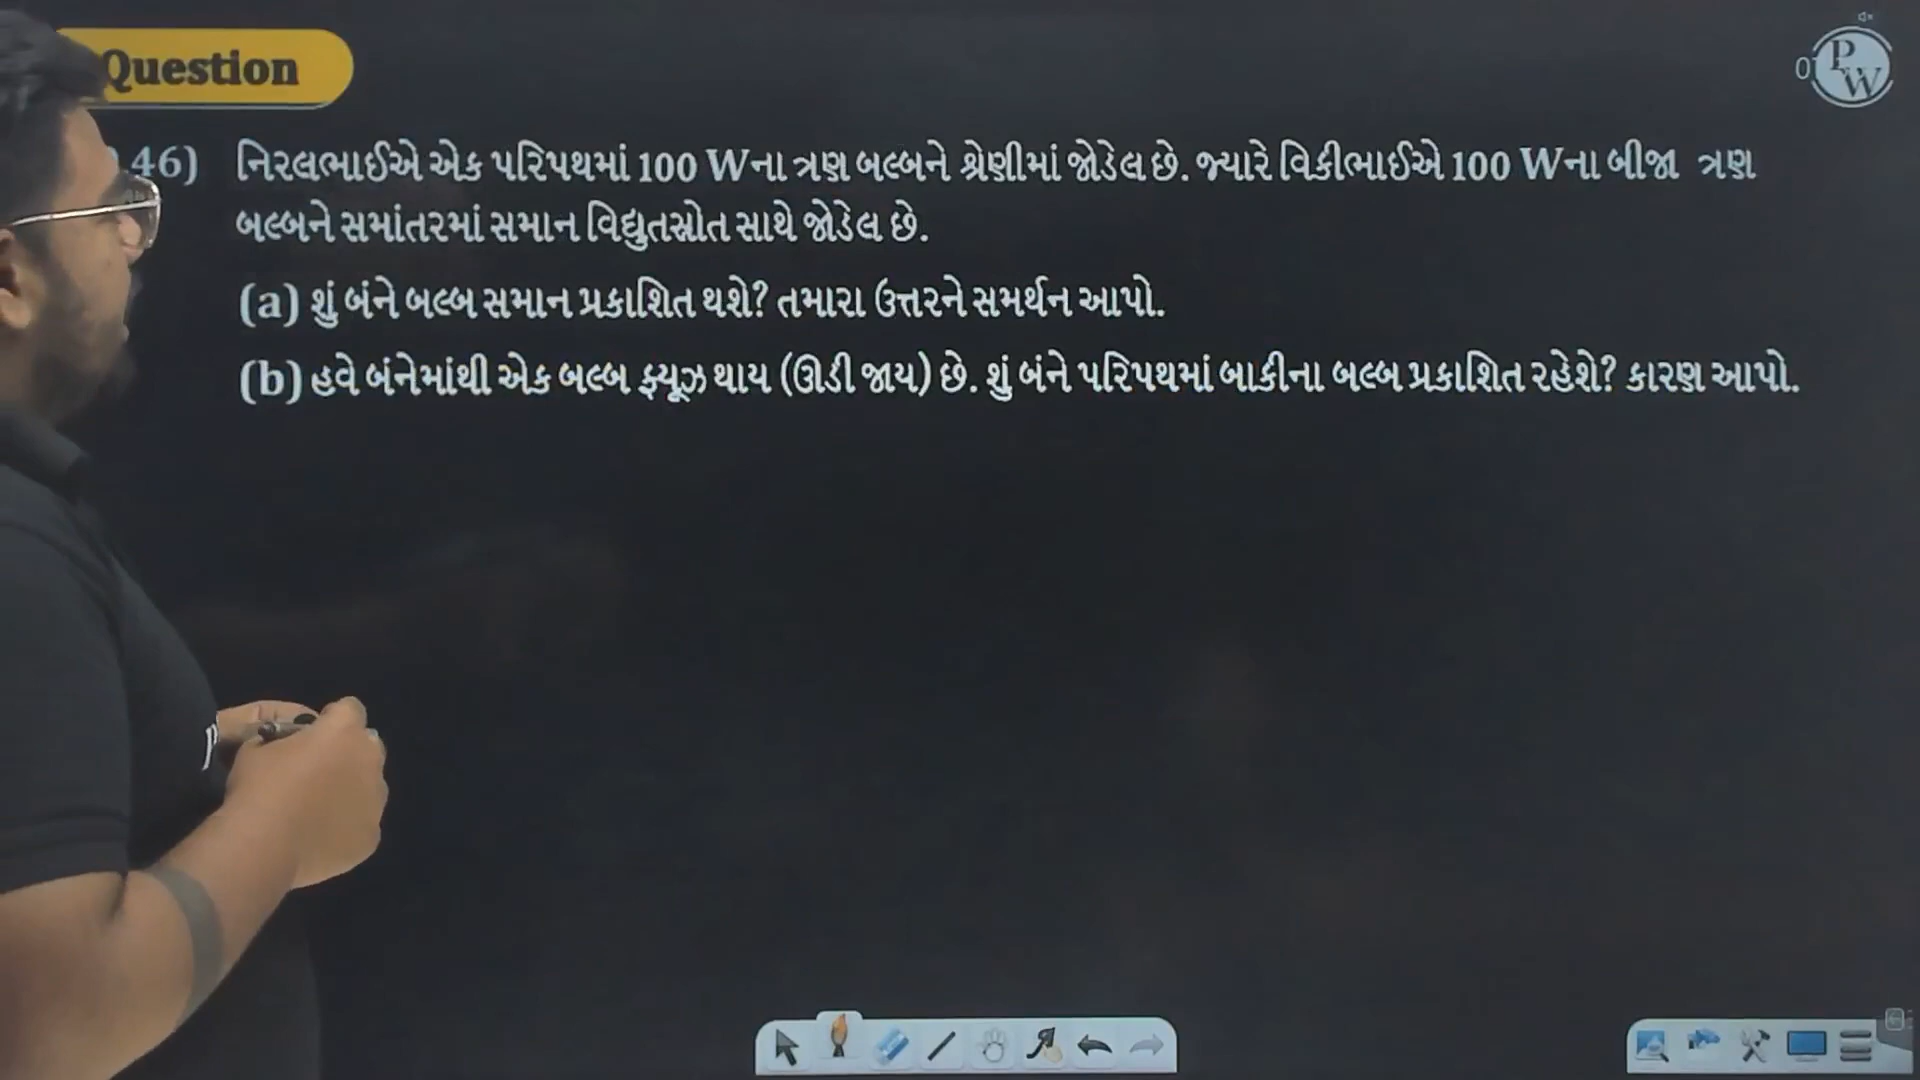 Question
PW
.46) નિરલભાઈએ એક પરિપથમાં 100 Wના ત્રણ બલ્બને શ્રેણીમાં જોડેલ છે. જ્યારે વિકીભાઈએ 100 Wના બીજા ત્રણ
બલ્બને સમાંતરમાં સમાન વિદ્યુતસ્રોત સાથે જોડેલ છે.
(a) શું બંને બલ્બ સમાન પ્રકાશિત થશે? તમારા ઉત્તરને સમર્થન આપો.
(b) હવે બંનેમાંથી એક બલ્બ ફ્યૂઝ થાય (ઊડી જાય) છે. શું બંને પરિપથમાં બાકીના બલ્બ પ્રકાશિત રહેશે? કારણ આપો.